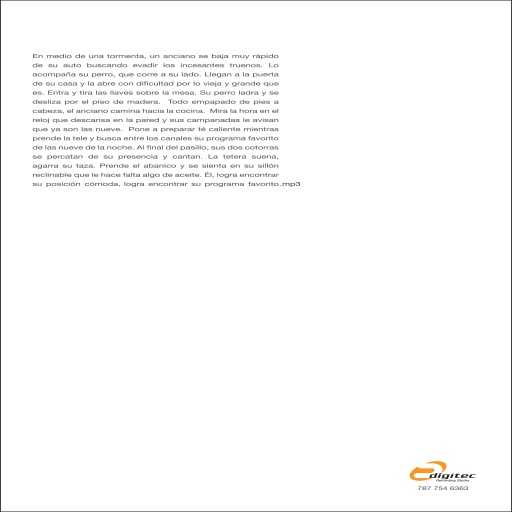 En medio de una tormenta, un anciano se baja muy rápido
de su auto buscando evadir los incesantes truenos. Lo
acompaña su perro, que corre a su lado. Llegan a la puerta
de su casa y la abre con dificultad por lo vieja y grande que
es. Entra y tira las llaves sobre la mesa. Su perro ladra y se
desliza por el piso de madera. Todo empapado de pies a
cabeza, el anciano camina hacia la cocina. Mira la hora en el
reloj que descansa en la pared y sus campanadas le avisan
que ya son las nueve. Pone a preparar té caliente mientras
prende la tele y busca entre los canales su programa favorito
de las nueve de la noche. Al final del pasillo, sus dos cotorras
se percatan de su presencia y cantan. La tetera suena,
agarra su taza. Prende el abanico y se sienta en su sillón
reclinable que le hace falta algo de aceite. Él, logra encontrar
su posición cómoda, logra encontrar su programa favorito.mp3
digitec
Recording Studio
787 754 6363